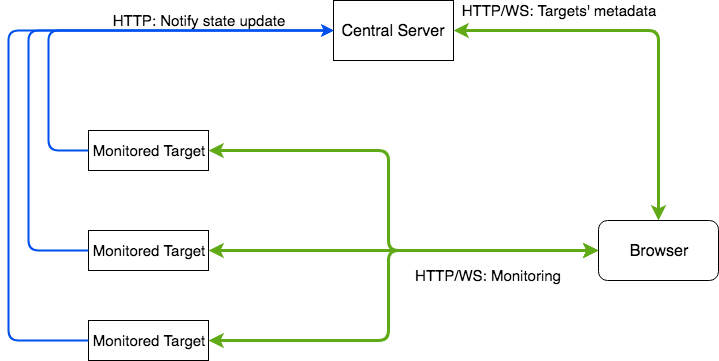 HTTP/WS: Targets' metadata
HTTP: Notify state update
Central Server
Monitored Target
Monitored Target
Browser
HTTP/WS: Monitoring
Monitored Target